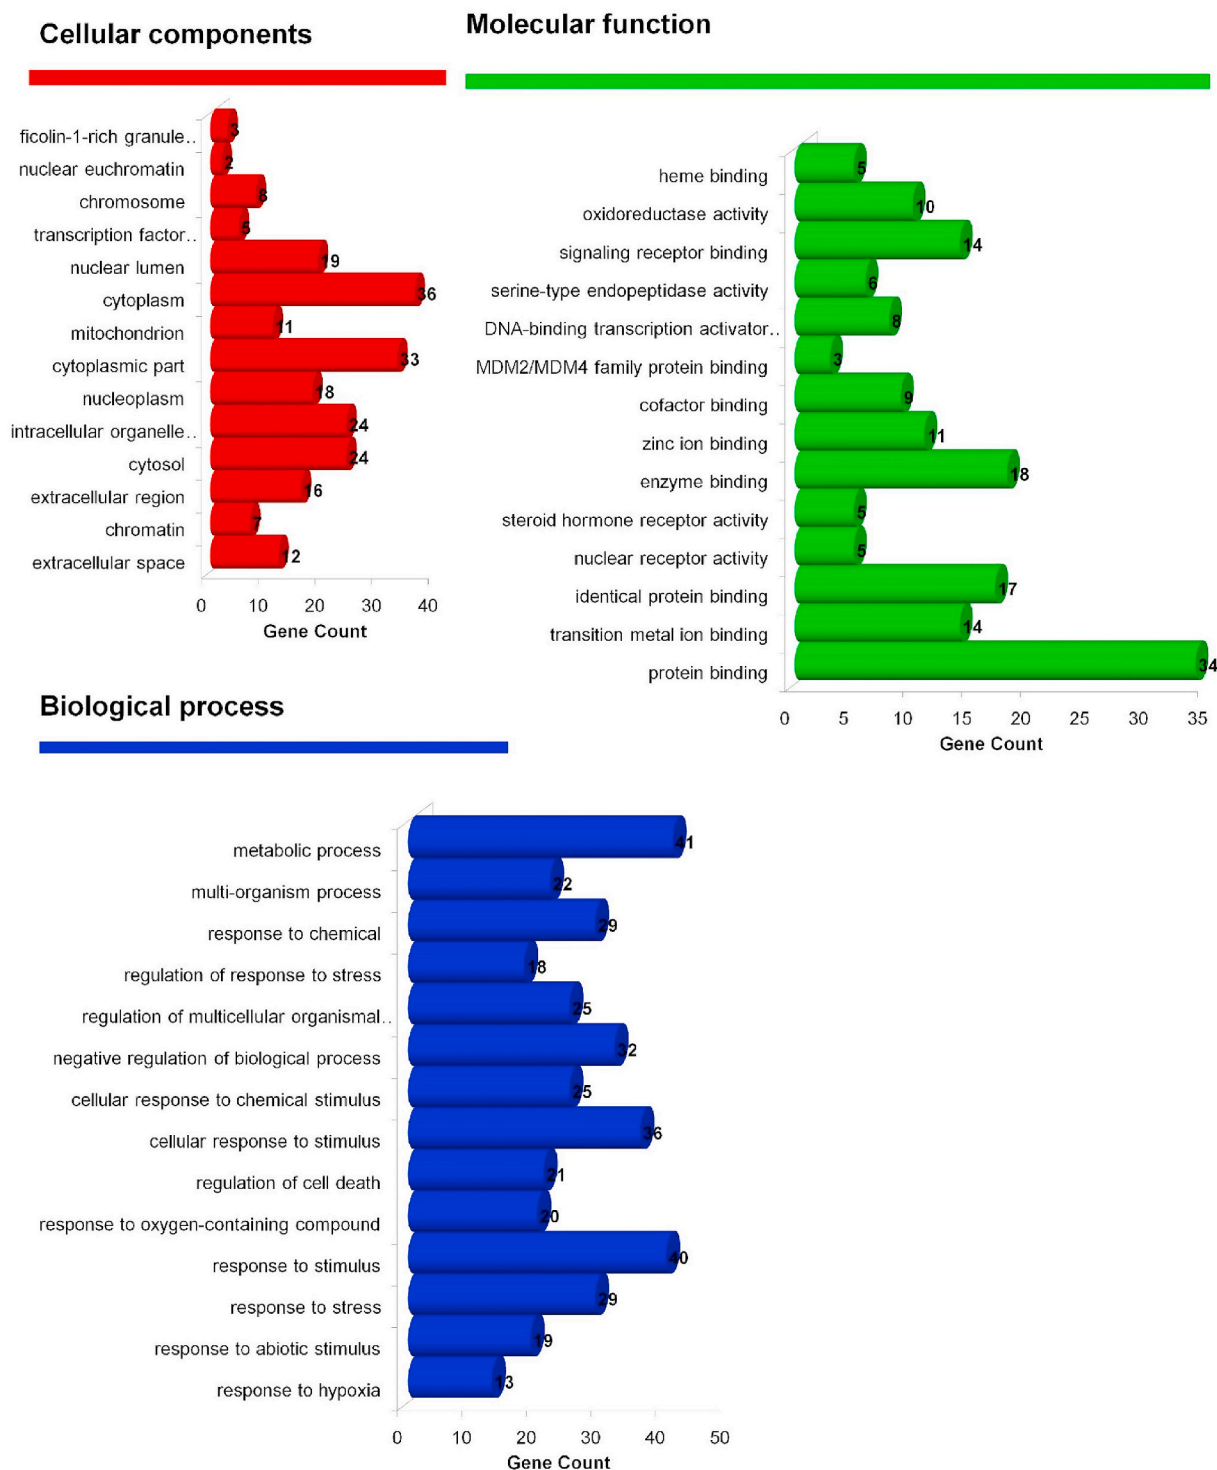 Cellular components
ficolin-1-rich granule.. 3
nuclear euchromatin 2
chromosome 8
transcription factor.. 5
nuclear lumen 19
cytoplasm 36
mitochondrion 11
cytoplasmic part 33
nucleoplasm 18
intracellular organelle.. 24
cytosol 24
extracellular region 16
chromatin 7
extracellular space 12
0 10 20 30 40
Gene Count
Molecular function
heme binding 5
oxidoreductase activity 10
signaling receptor binding 14
serine-type endopeptidase activity 6
DNA-binding transcription activator.. 8
MDM2/MDM4 family protein binding 3
cofactor binding 9
zinc ion binding 11
enzyme binding 18
steroid hormone receptor activity 5
nuclear receptor activity 5
identical protein binding 17
transition metal ion binding 14
protein binding 34
0 5 10 15 20 25 30 35
Gene Count
Biological process
metabolic process 41
multi-organism process 22
response to chemical 29
regulation of response to stress 18
regulation of multicellular organismal.. 25
negative regulation of biological process 32
cellular response to chemical stimulus 25
cellular response to stimulus 36
regulation of cell death 21
response to oxygen-containing compound 20
response to stimulus 40
response to stress 29
response to abiotic stimulus 19
response to hypoxia 13
0 10 20 30 40 50
Gene Count